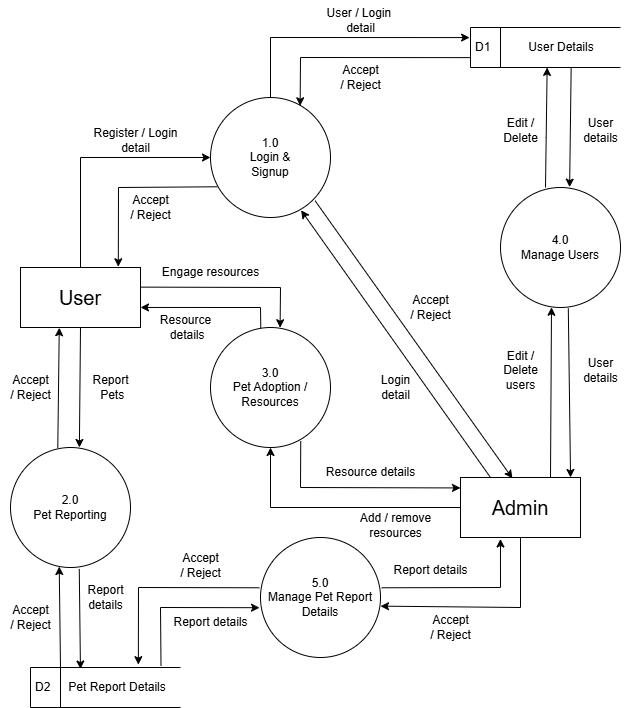 User / Login
detail
D1
User Details
Accept
/ Reject
Register / Login
detail
1.0
Login &
Signup
Edit /
Delete
User
details
Accept
/ Reject
4.0
Manage Users
User
Engage resources
Resource
details
Accept
/ Reject
Accept
/ Reject
Report
Pets
3.0
Pet Adoption /
Resources
Login
detail
Edit /
Delete
users
User
details
2.0
Pet Reporting
Resource details
Admin
Add / remove
resources
Accept
/ Reject
5.0
Manage Pet Report
Details
Report details
Accept
/ Reject
Report
details
Report details
Accept
/ Reject
D2
Pet Report Details